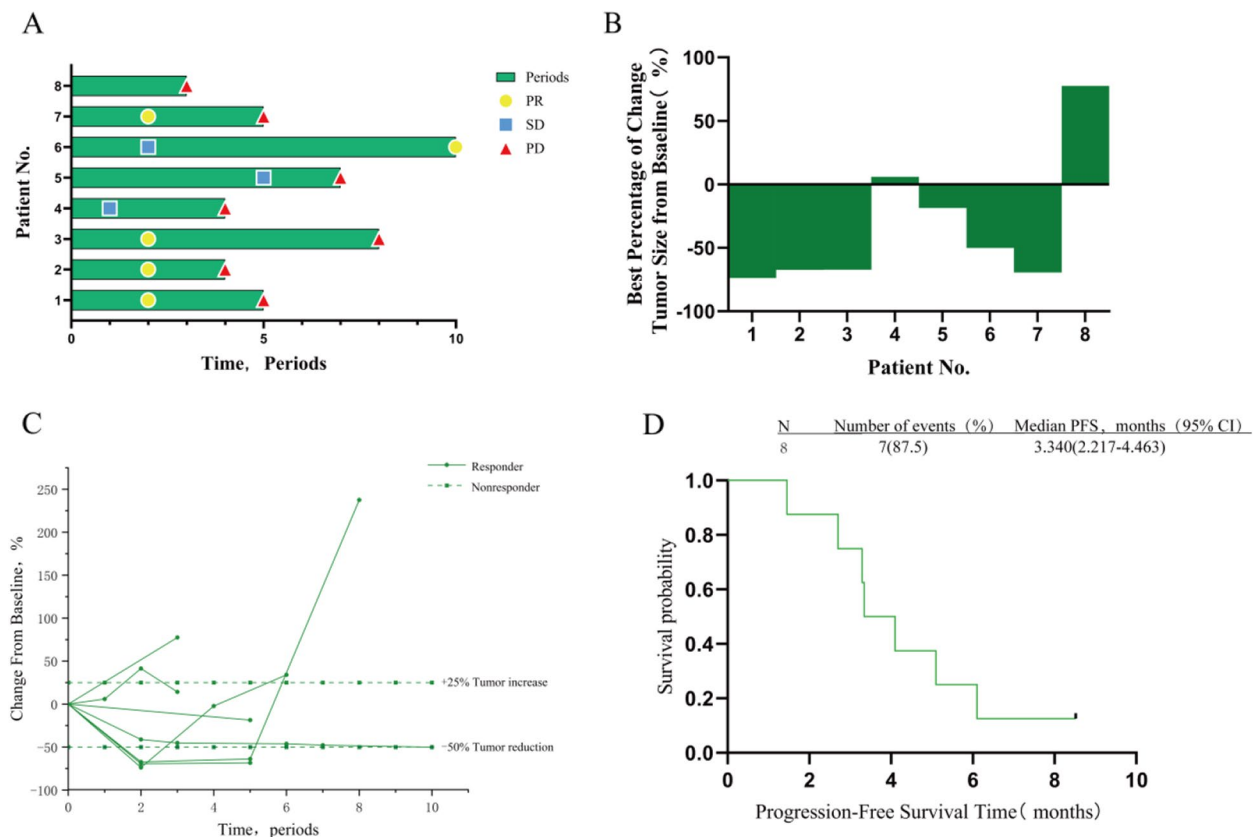 A
8
7
6
5
4
3
2
1
Patient No.
0
5
10
Time, Periods
Periods
PR
SD
PD
B
100
50
0
-50
-100
Best Percentage of Change
Tumor Size from Bsaeline( %)
1 2 3 4 5 6 7 8
Patient No.
C
Responder
Nonresponder
250
200
150
100
50
0
-50
-100
Change From Baseline, %
+25% Tumor increase
-50% Tumor reduction
0 2 4 6 8 10
Time, periods
D
N Number of events (%) Median PFS, months (95% CI)
8 7(87.5) 3.340(2.217-4.463)
1.0
0.8
0.6
0.4
0.2
0.0
Survival probability
0 2 4 6 8 10
Progression-Free Survival Time( months)